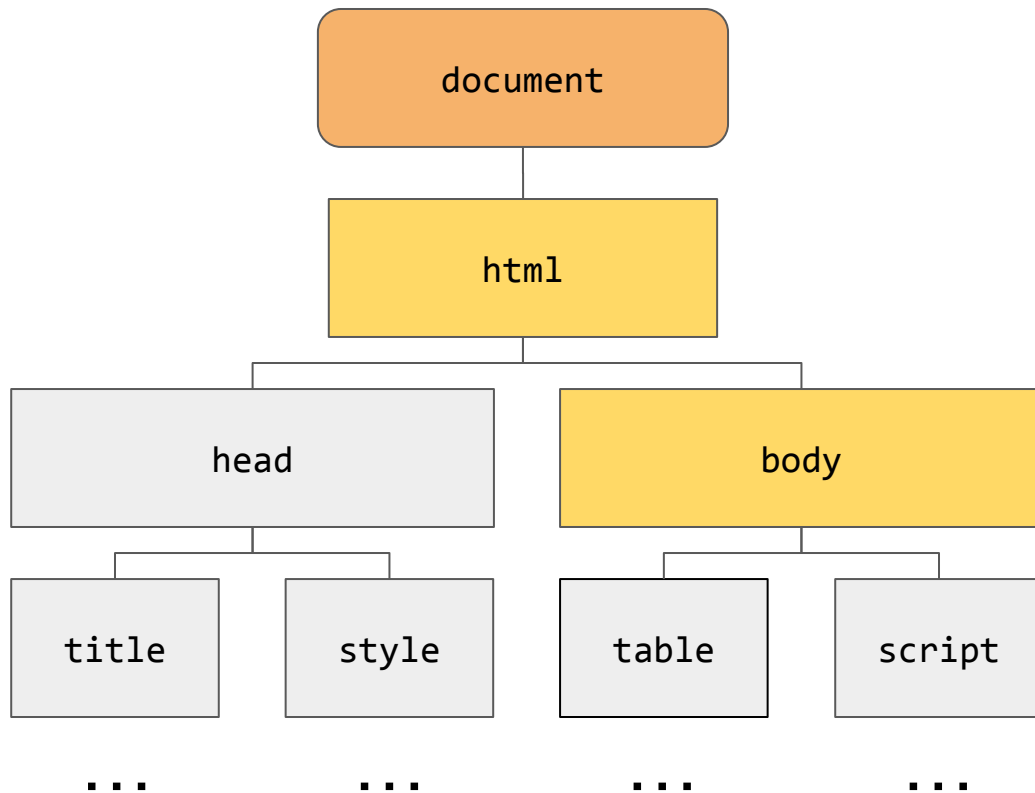 document
html
head body
title style table script
... ... ... ...